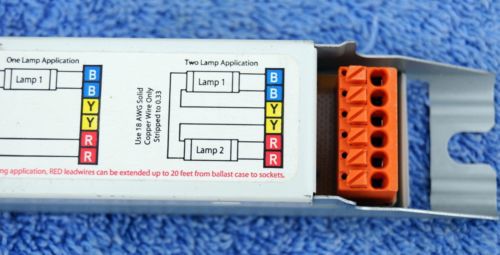 One Lamp Application
Lamp 1
B
B
Y
Y
R
R
Use 18 AWG Solid
Copper Wire Only
Stripped to 0.33
Two Lamp Application
Lamp 1
Lamp 2
B
B
Y
Y
R
R
application, RED leadwires can be extended up to 20 feet from ballast case to sockets.